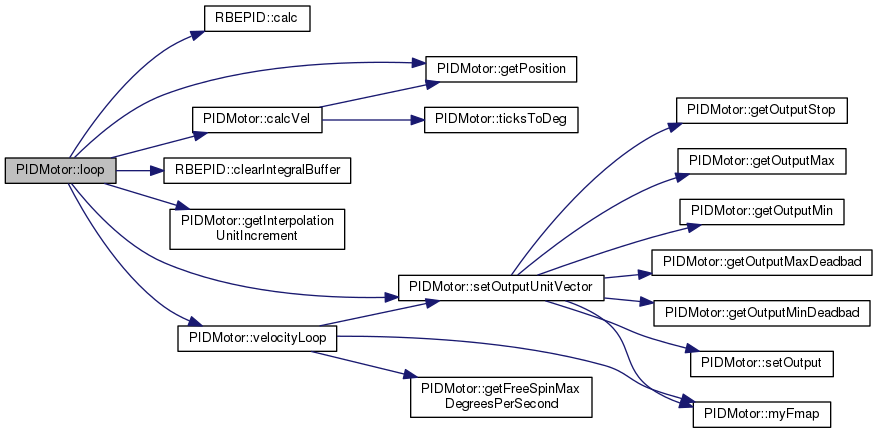 PIDMotor::loop
RBEPID::calc
PIDMotor::getPosition
PIDMotor::calcVel
PIDMotor::ticksToDeg
RBEPID::clearIntegralBuffer
PIDMotor::getInterpolation
UnitIncrement
PIDMotor::setOutputUnitVector
PIDMotor::velocityLoop
PIDMotor::getFreeSpinMax
DegreesPerSecond
PIDMotor::getOutputStop
PIDMotor::getOutputMax
PIDMotor::getOutputMin
PIDMotor::getOutputMaxDeadbad
PIDMotor::getOutputMinDeadbad
PIDMotor::setOutput
PIDMotor::myFmap